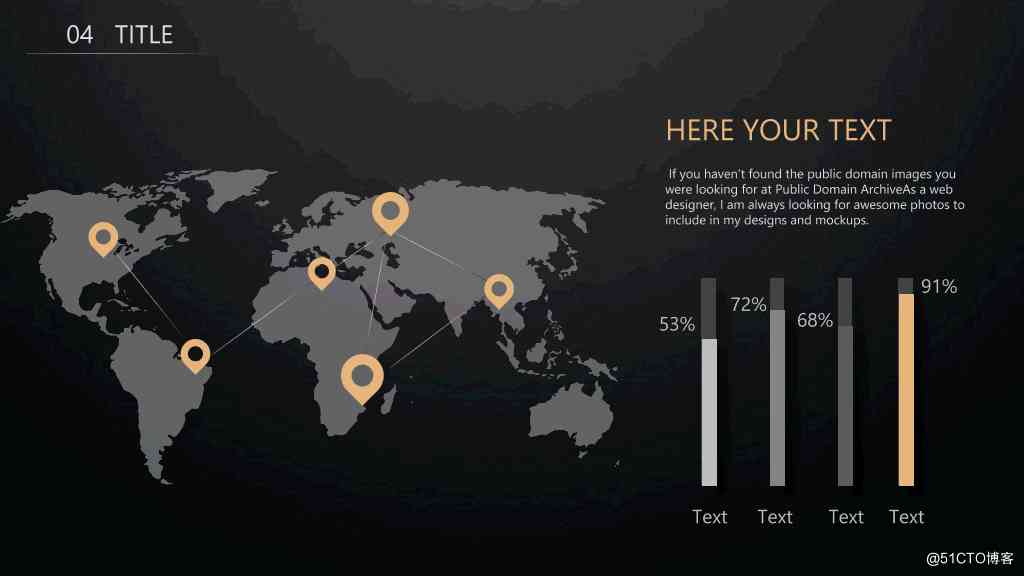 04 TITLE
HERE YOUR TEXT
If you haven't found the public domain images you
were looking for at Public Domain ArchiveAs a web
designer, I am always looking for awesome photos to
include in my designs and mockups.
53%
72%
68%
91%
Text
Text
Text
Text
@51CTO博客